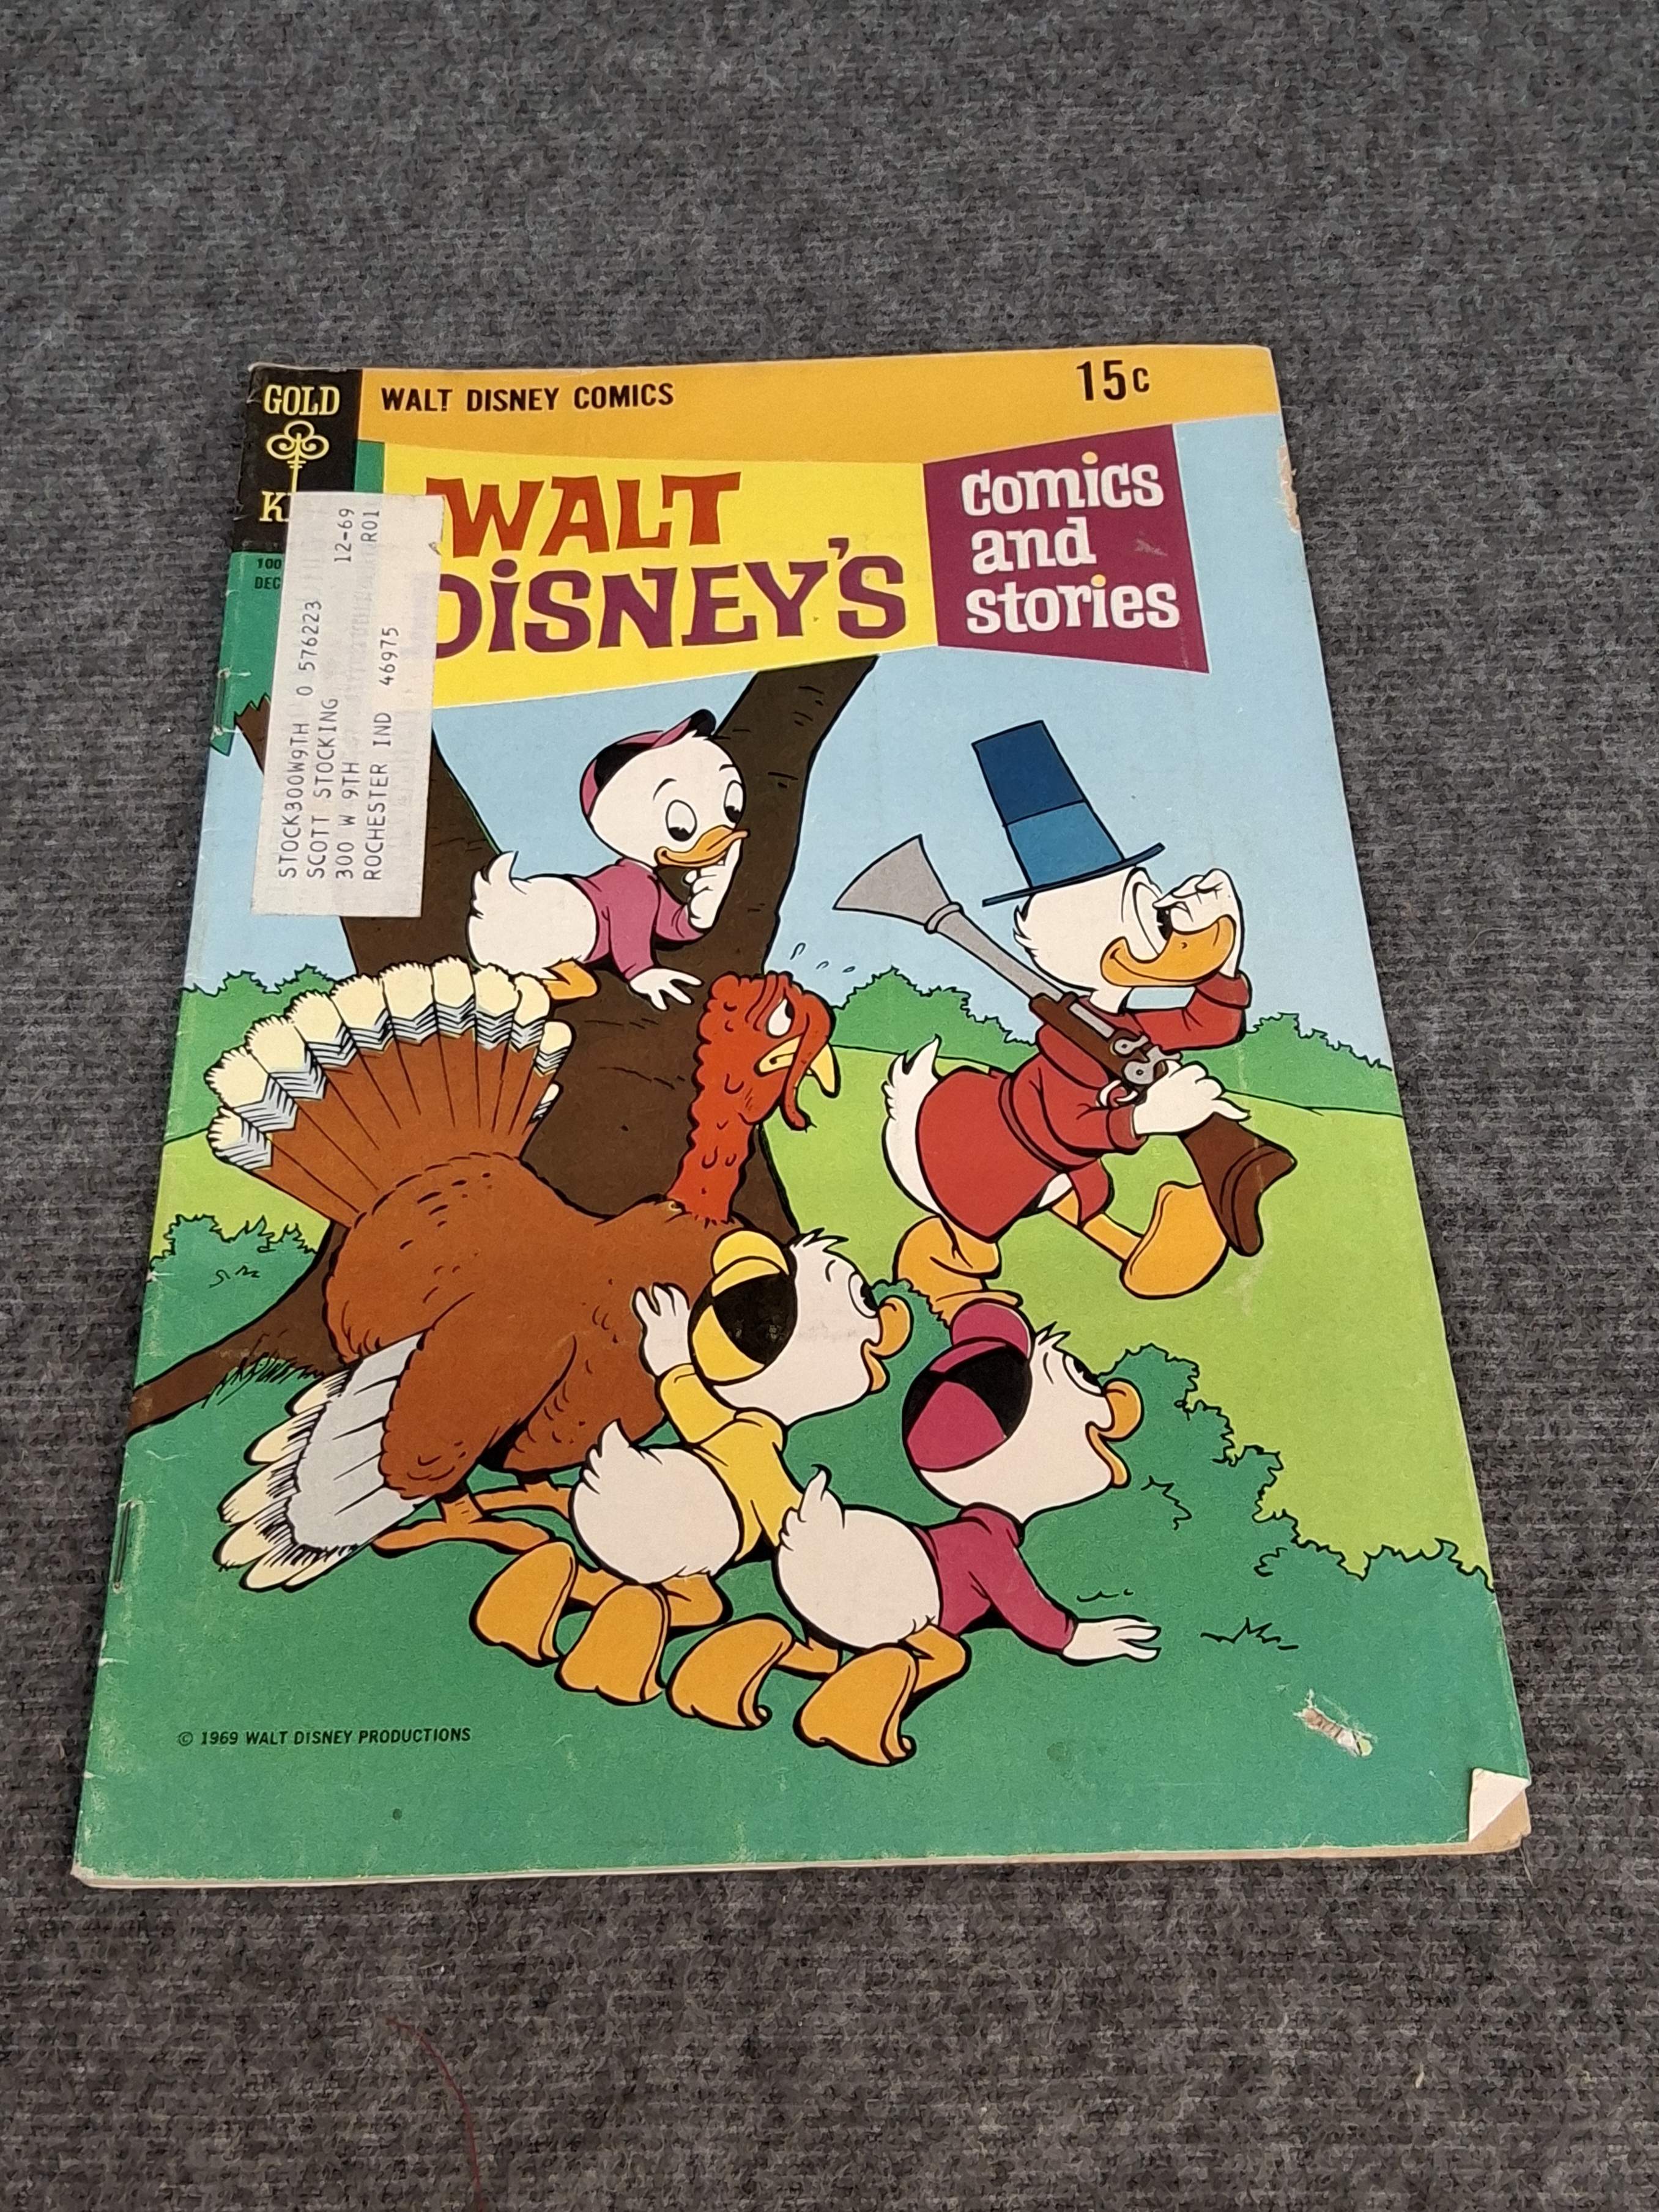 GOLD
WALT DISNEY COMICS
15c
WALT
DISNEY'S
comics
and
stories
100
DEC
12-69
R01
STOCK300W9TH 0 576223
SCOTT STOCKING
300 W 9TH
ROCHESTER IND 46975
© 1969 WALT DISNEY PRODUCTIONS